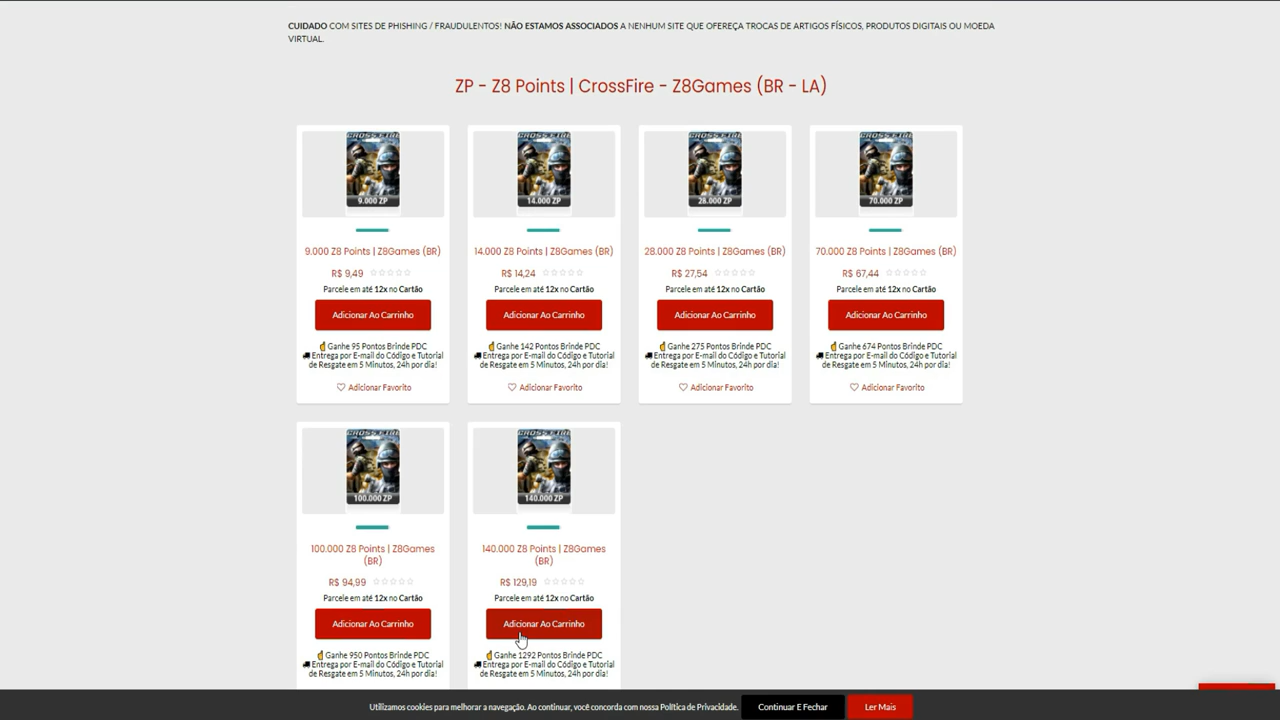 CUIDADO COM SITES DE PHISHING / FRAUDULENTOS! NÃO ESTAMOS ASSOCIADOS A NENHUM SITE QUE OFEREÇA TROCAS DE ARTIGOS FÍSICOS, PRODUTOS DIGITAIS OU MOEDA
VIRTUAL.
ZP - Z8 Points | CrossFire - Z8Games (BR - LA)
CROSS FIRE
9.000 ZP
9.000 Z8 Points | Z8Games (BR)
R$ 9,49
Parcele em até 12x no Cartão
Adicionar Ao Carrinho
Ganhe 95 Pontos Brinde PDC
Entrega por E-mail do Código e Tutorial
de Resgate em 5 Minutos, 24h por dia!
Adicionar Favorito
CROSS FIRE
14.000 ZP
14.000 Z8 Points | Z8Games (BR)
R$ 14,24
Parcele em até 12x no Cartão
Adicionar Ao Carrinho
Ganhe 142 Pontos Brinde PDC
Entrega por E-mail do Código e Tutorial
de Resgate em 5 Minutos, 24h por dia!
Adicionar Favorito
CROSS FIRE
28.000 ZP
28.000 Z8 Points | Z8Games (BR)
R$ 27,54
Parcele em até 12x no Cartão
Adicionar Ao Carrinho
Ganhe 275 Pontos Brinde PDC
Entrega por E-mail do Código e Tutorial
de Resgate em 5 Minutos, 24h por dia!
Adicionar Favorito
CROSS FIRE
70.000 ZP
70.000 Z8 Points | Z8Games (BR)
R$ 67,44
Parcele em até 12x no Cartão
Adicionar Ao Carrinho
Ganhe 674 Pontos Brinde PDC
Entrega por E-mail do Código e Tutorial
de Resgate em 5 Minutos, 24h por dia!
Adicionar Favorito
CROSS FIRE
100.000 ZP
100.000 Z8 Points | Z8Games
(BR)
R$ 94,99
Parcele em até 12x no Cartão
Adicionar Ao Carrinho
Ganhe 950 Pontos Brinde PDC
Entrega por E-mail do Código e Tutorial
de Resgate em 5 Minutos, 24h por dia!
CROSS FIRE
140.000 ZP
140.000 Z8 Points | Z8Games
(BR)
R$ 129,19
Parcele em até 12x no Cartão
Adicionar Ao Carrinho
Ganhe 1292 Pontos Brinde PDC
Entrega por E-mail do Código e Tutorial
de Resgate em 5 Minutos, 24h por dia!
Utilizamos cookies para melhorar a navegação. Ao continuar, você concorda com nossa Política de Privacidade.
Continuar E Fechar
Ler Mais